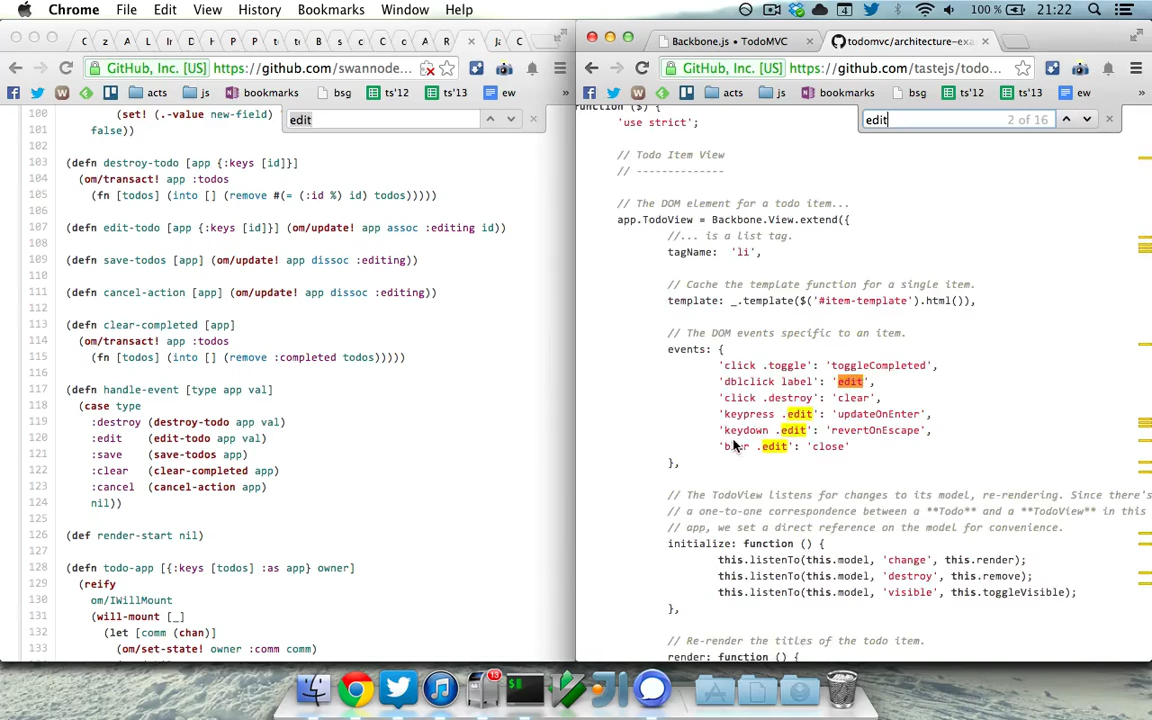 Chrome File Edit View History Bookmarks Window Help 4 100 % 21:22
C z A L I H P P t t s C o A R Ja C
Backbone.js • TodoMVC todomvc/architecture-exa
GitHub, Inc. [US] https://github.com/swannode...
GitHub, Inc. [US] https://github.com/tastejs/todo...
acts js bookmarks bsg ts'12 ts'13 ew »
acts js bookmarks bsg ts'12 ts'13 ew »
edit
edit 2 of 16
100 (set! (.-value new-field)
101 false))
102
103 (defn destroy-todo [app {:keys [id]}]
104 (om/transact! app :todos
105 (fn [todos] (into [] (remove #(= (:id %) id) todos)))))
106
107 (defn edit-todo [app {:keys [id]}] (om/update! app assoc :editing id))
108
109 (defn save-todos [app] (om/update! app dissoc :editing))
110
111 (defn cancel-action [app] (om/update! app dissoc :editing))
112
113 (defn clear-completed [app]
114 (om/transact! app :todos
115 (fn [todos] (into [] (remove :completed todos)))))
116
117 (defn handle-event [type app val]
118 (case type
119 :destroy (destroy-todo app val)
120 :edit (edit-todo app val)
121 :save (save-todos app)
122 :clear (clear-completed app)
123 :cancel (cancel-action app)
124 nil))
125
126 (def render-start nil)
127
128 (defn todo-app [{:keys [todos] :as app} owner]
129 (reify
130 om/IWillMount
131 (will-mount [_]
132 (let [comm (chan)]
133 (om/set-state! owner :comm comm)
function ($) {
'use strict';
// Todo Item View
// --------------
// The DOM element for a todo item...
app.TodoView = Backbone.View.extend({
//... is a list tag.
tagName: 'li',
// Cache the template function for a single item.
template: _.template($('#item-template').html()),
// The DOM events specific to an item.
events: {
'click .toggle': 'toggleCompleted',
'dblclick label': 'edit',
'click .destroy': 'clear',
'keypress .edit': 'updateOnEnter',
'keydown .edit': 'revertOnEscape',
'blur .edit': 'close'
},
// The TodoView listens for changes to its model, re-rendering. Since there's
// a one-to-one correspondence between a **Todo** and a **TodoView** in this
// app, we set a direct reference on the model for convenience.
initialize: function () {
this.listenTo(this.model, 'change', this.render);
this.listenTo(this.model, 'destroy', this.remove);
this.listenTo(this.model, 'visible', this.toggleVisible);
},
// Re-render the titles of the todo item.
render: function () {
13